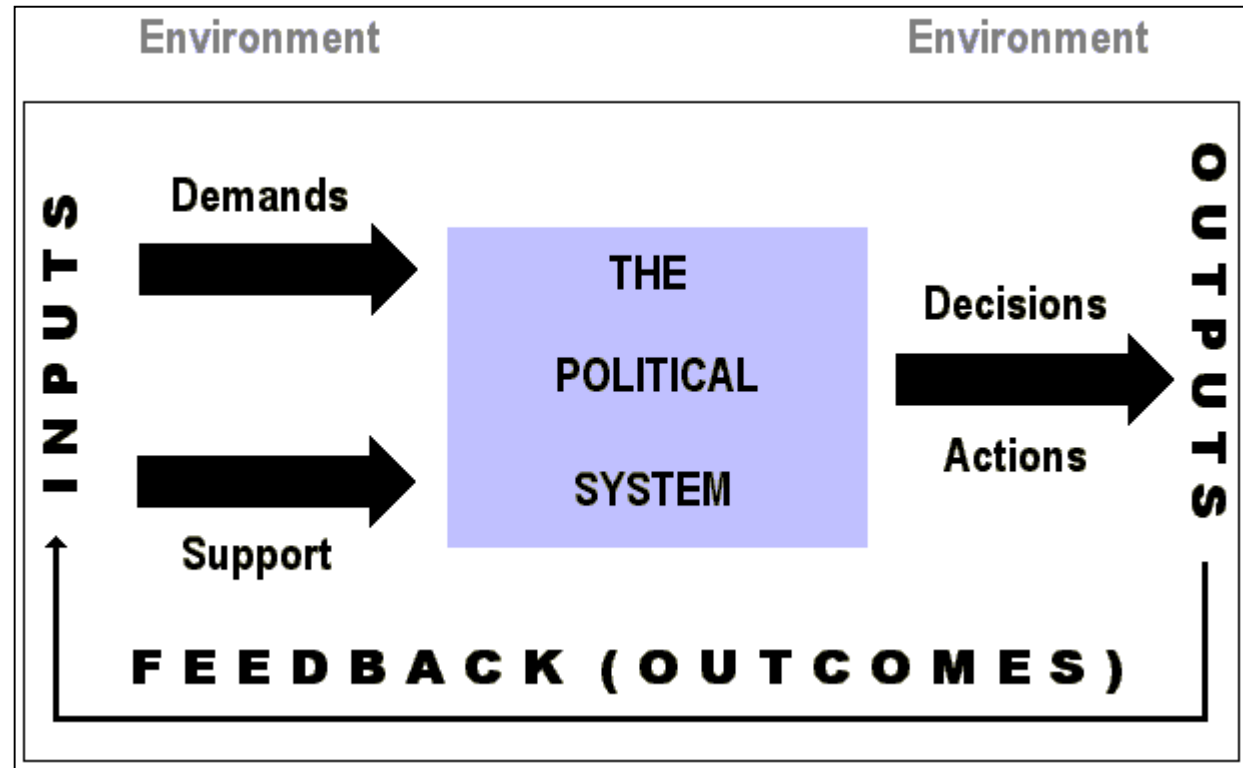 Environment Environment
INPUTS
Demands
Support
THE
POLITICAL
SYSTEM
Decisions
Actions
OUTPUTS
FEEDBACK (OUTCOMES)